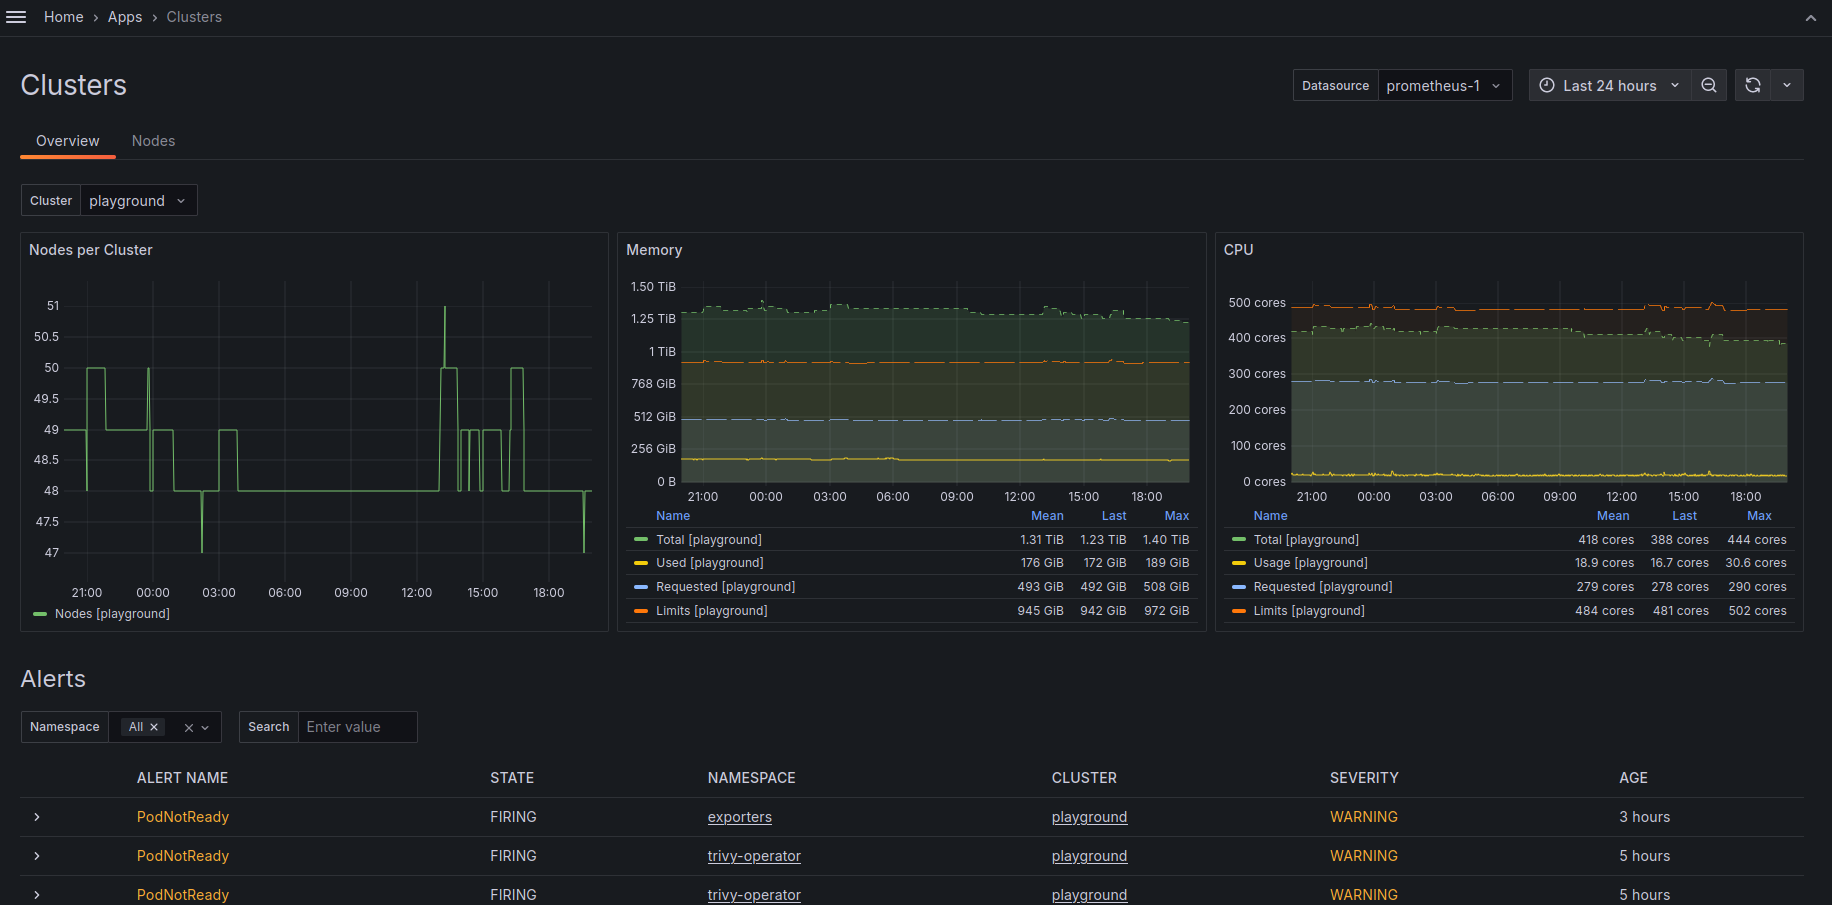 Home › Apps › Clusters
Clusters
Datasource prometheus-1 Last 24 hours
Overview Nodes
Cluster playground
Nodes per Cluster
51
50.5
50
49.5
49
48.5
48
47.5
47
21:00 00:00 03:00 06:00 09:00 12:00 15:00 18:00
Nodes [playground]
Memory
1.50 TiB
1.25 TiB
1 TiB
768 GiB
512 GiB
256 GiB
0 B
21:00 00:00 03:00 06:00 09:00 12:00 15:00 18:00
Name Mean Last Max
Total [playground] 1.31 TiB 1.23 TiB 1.40 TiB
Used [playground] 176 GiB 172 GiB 189 GiB
Requested [playground] 493 GiB 492 GiB 508 GiB
Limits [playground] 945 GiB 942 GiB 972 GiB
CPU
500 cores
400 cores
300 cores
200 cores
100 cores
0 cores
21:00 00:00 03:00 06:00 09:00 12:00 15:00 18:00
Name Mean Last Max
Total [playground] 418 cores 388 cores 444 cores
Usage [playground] 18.9 cores 16.7 cores 30.6 cores
Requested [playground] 279 cores 278 cores 290 cores
Limits [playground] 484 cores 481 cores 502 cores
Alerts
Namespace All Search Enter value
ALERT NAME STATE NAMESPACE CLUSTER SEVERITY AGE
PodNotReady FIRING exporters playground WARNING 3 hours
PodNotReady FIRING trivy-operator playground WARNING 5 hours
PodNotReady FIRING trivy-operator playground WARNING 5 hours